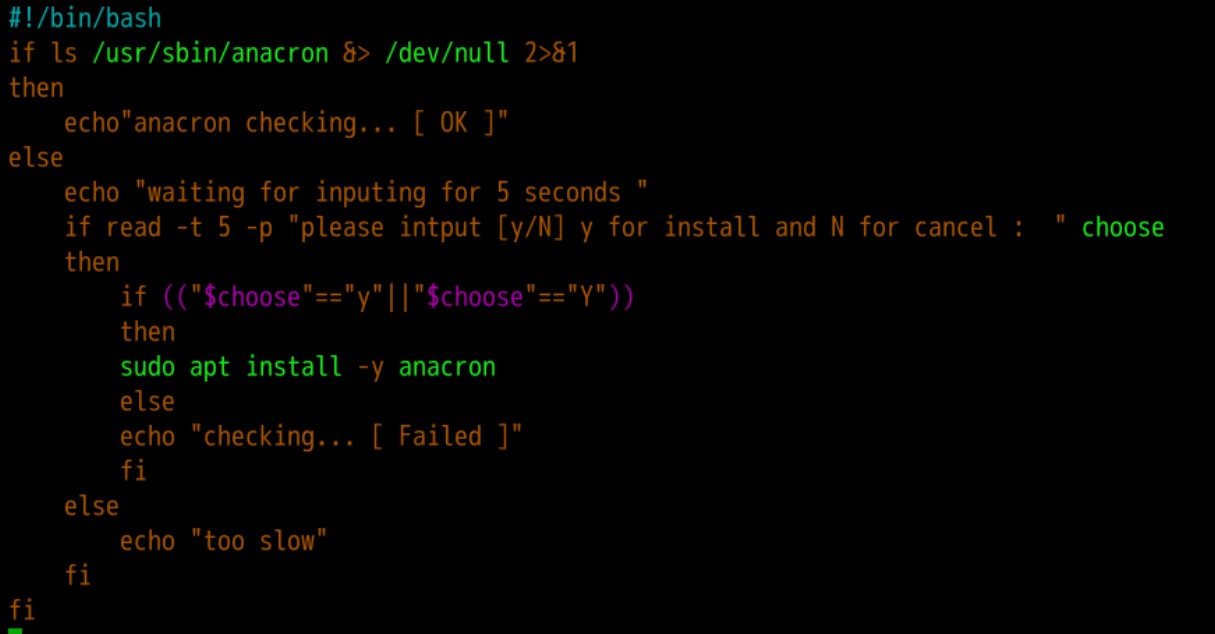 #!/bin/bash
if ls /usr/sbin/anacron &> /dev/null 2>&1
then
    echo"anacron checking... [ OK ]"
else
    echo "waiting for inputing for 5 seconds "
    if read -t 5 -p "please intput [y/N] y for install and N for cancel :  " choose
    then
        if (("$choose"=="y"||"$choose"=="Y"))
        then
        sudo apt install -y anacron
        else
        echo "checking... [ Failed ]"
        fi
    else
        echo "too slow"
    fi
fi